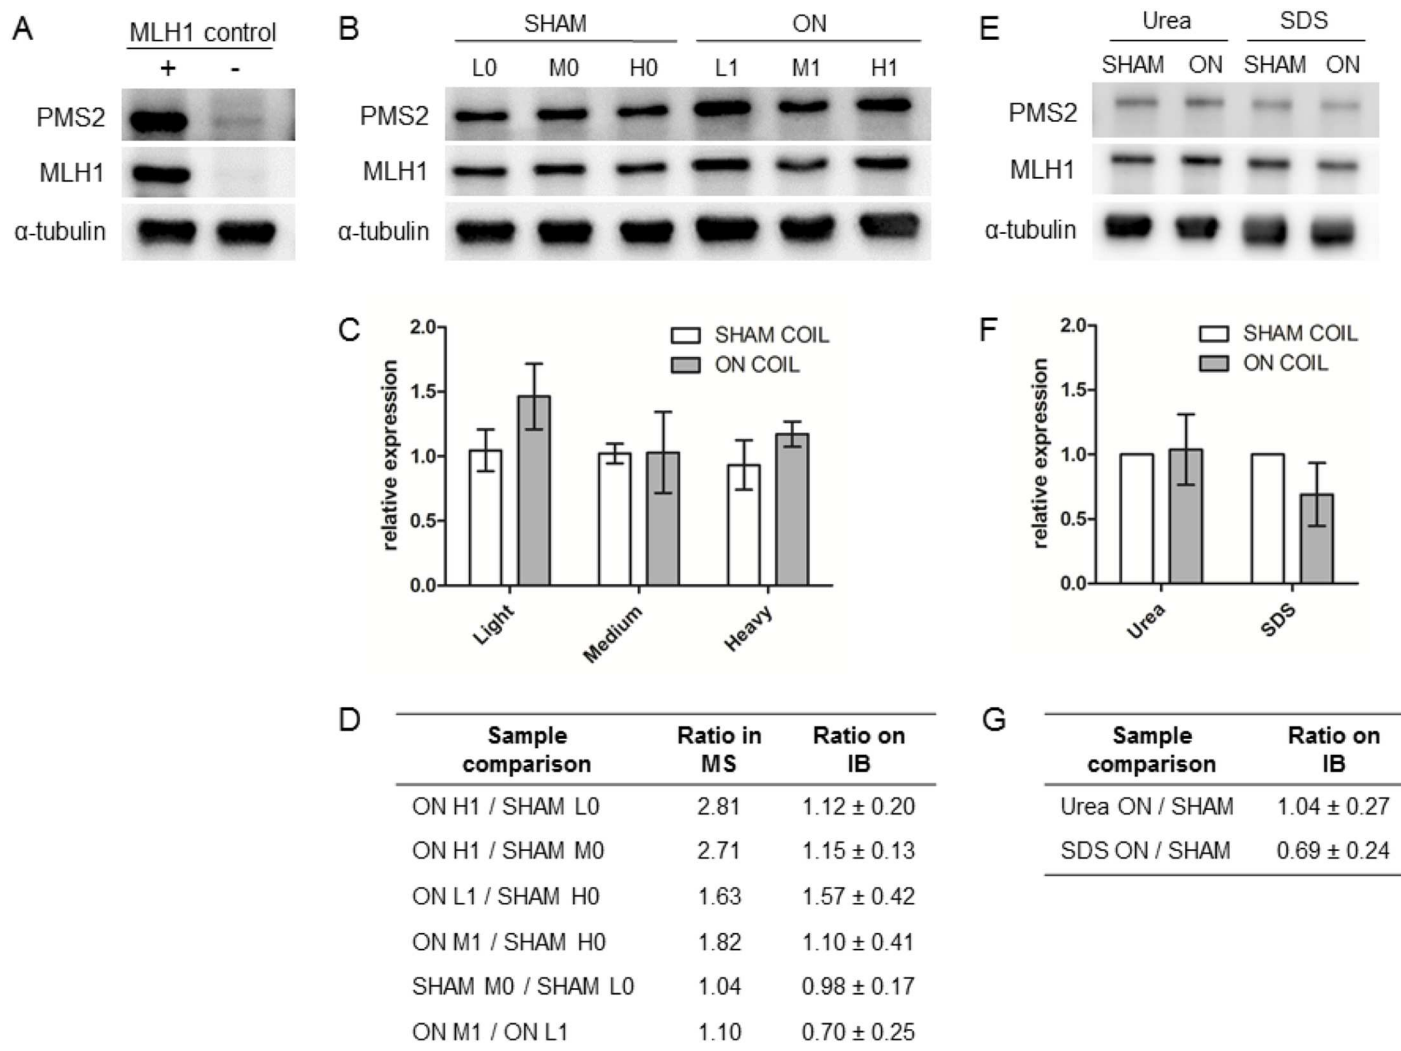 A
MLH1 control
+ -
PMS2
MLH1
α-tubulin
B
SHAM ON
L0 M0 H0 L1 M1 H1
PMS2
MLH1
α-tubulin
C
2.0
1.5
1.0
0.5
0.0
relative expression
SHAM COIL
ON COIL
Light Medium Heavy
D
Sample comparison Ratio in MS Ratio on IB
ON H1 / SHAM L0 2.81 1.12 ± 0.20
ON H1 / SHAM M0 2.71 1.15 ± 0.13
ON L1 / SHAM H0 1.63 1.57 ± 0.42
ON M1 / SHAM H0 1.82 1.10 ± 0.41
SHAM M0 / SHAM L0 1.04 0.98 ± 0.17
ON M1 / ON L1 1.10 0.70 ± 0.25
E
Urea SDS
SHAM ON SHAM ON
PMS2
MLH1
α-tubulin
F
2.0
1.5
1.0
0.5
0.0
relative expression
SHAM COIL
ON COIL
Urea SDS
G
Sample comparison Ratio on IB
Urea ON / SHAM 1.04 ± 0.27
SDS ON / SHAM 0.69 ± 0.24